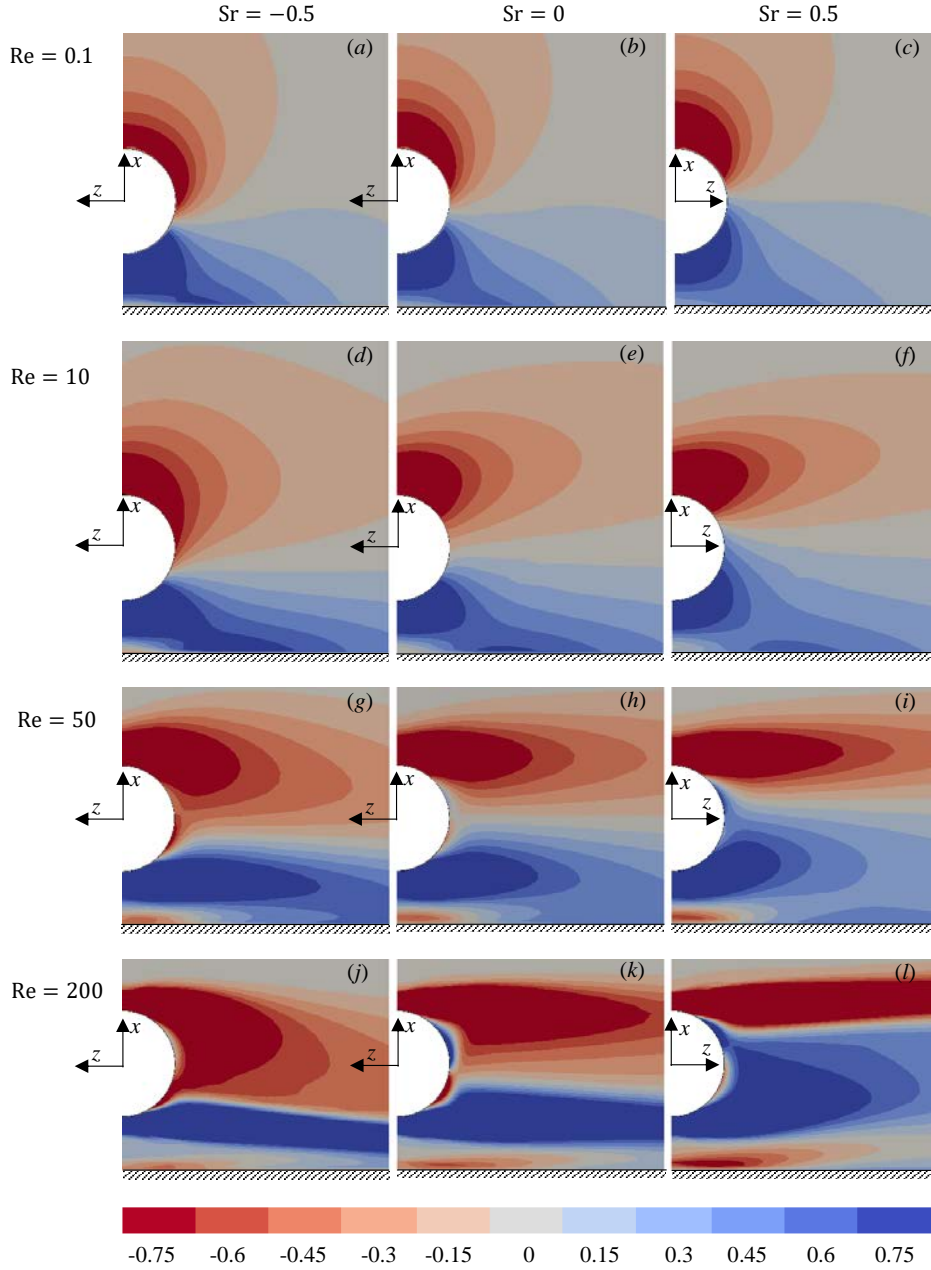 Sr = −0.5 Sr = 0 Sr = 0.5
Re = 0.1 (a) (b) (c)
x x x
z z z
Re = 10 (d) (e) (f)
x x x
z z z
Re = 50 (g) (h) (i)
x x x
z z z
Re = 200 (j) (k) (l)
x x x
z z z
-0.75 -0.6 -0.45 -0.3 -0.15 0 0.15 0.3 0.45 0.6 0.75